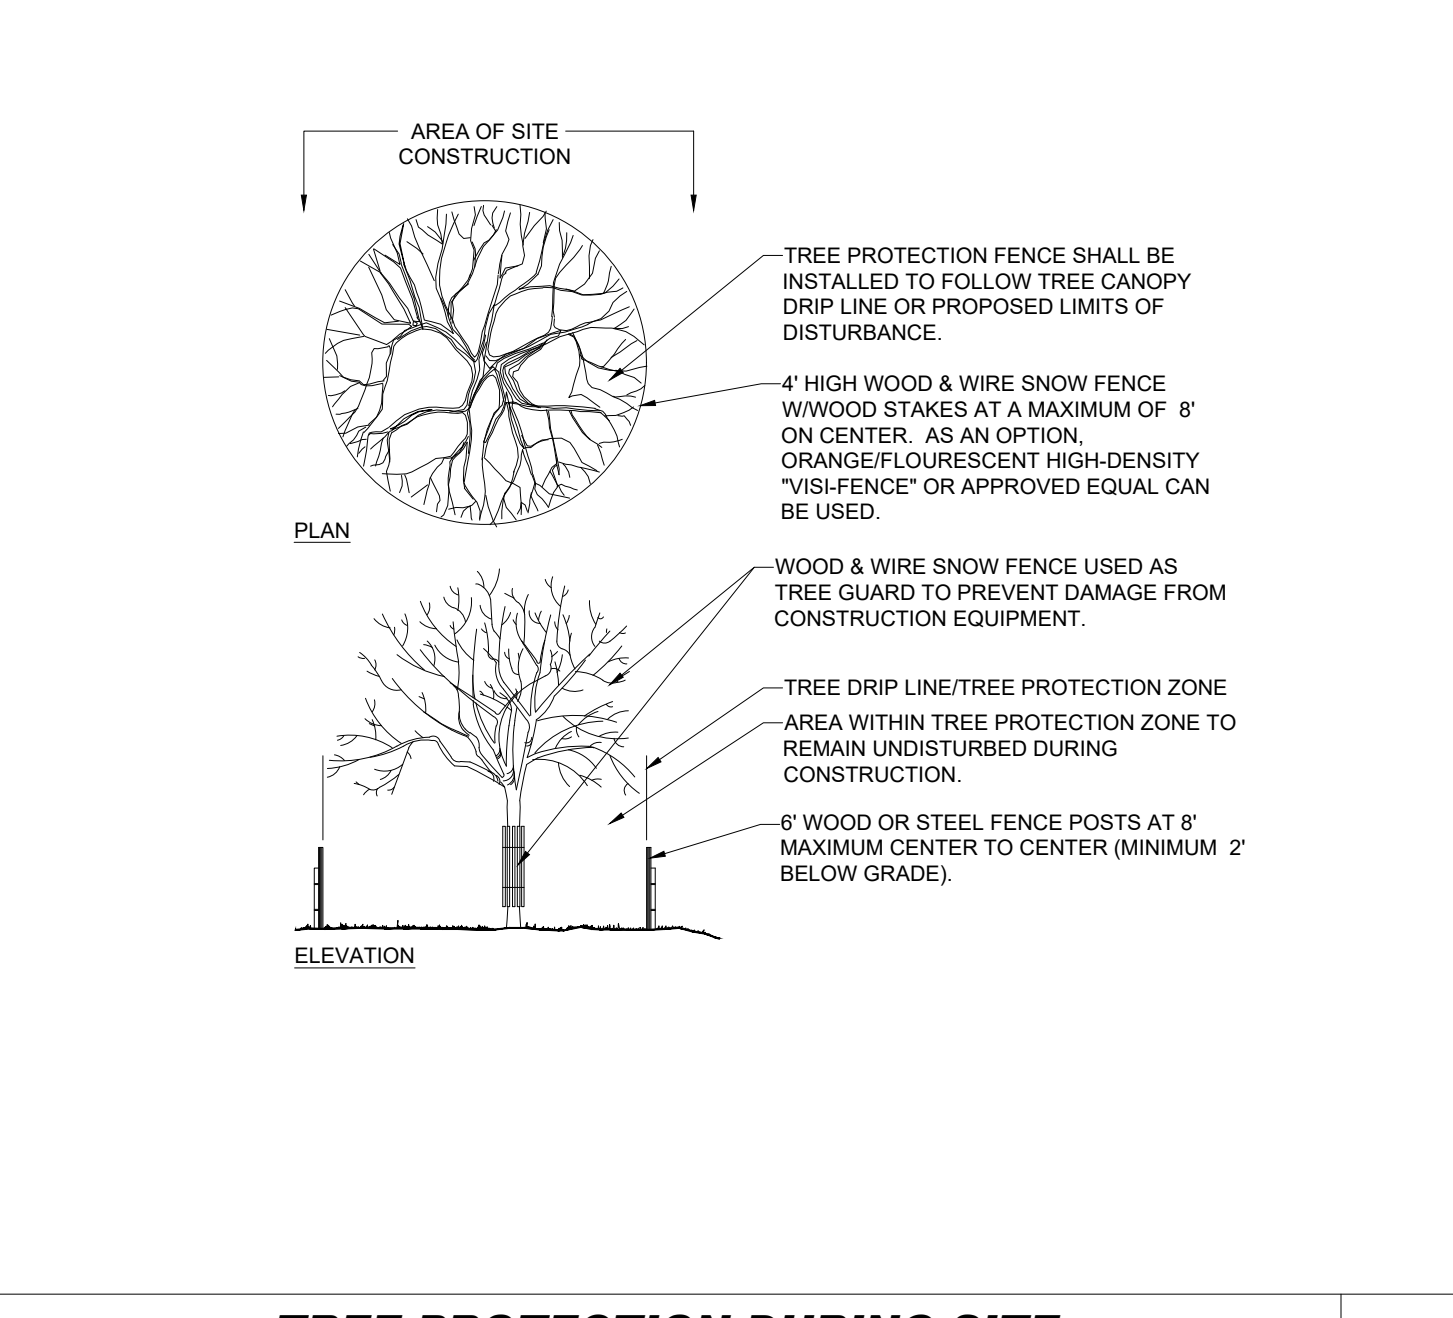 AREA OF SITE
CONSTRUCTION
TREE PROTECTION FENCE SHALL BE
INSTALLED TO FOLLOW TREE CANOPY
DRIP LINE OR PROPOSED LIMITS OF
DISTURBANCE.
4' HIGH WOOD & WIRE SNOW FENCE
W/WOOD STAKES AT A MAXIMUM OF 8'
ON CENTER. AS AN OPTION,
ORANGE/FLOURESCENT HIGH-DENSITY
"VISI-FENCE" OR APPROVED EQUAL CAN
BE USED.
PLAN
WOOD & WIRE SNOW FENCE USED AS
TREE GUARD TO PREVENT DAMAGE FROM
CONSTRUCTION EQUIPMENT.
TREE DRIP LINE/TREE PROTECTION ZONE
AREA WITHIN TREE PROTECTION ZONE TO
REMAIN UNDISTURBED DURING
CONSTRUCTION.
6' WOOD OR STEEL FENCE POSTS AT 8'
MAXIMUM CENTER TO CENTER (MINIMUM 2'
BELOW GRADE).
ELEVATION
TREE PROTECTION DURING SITE